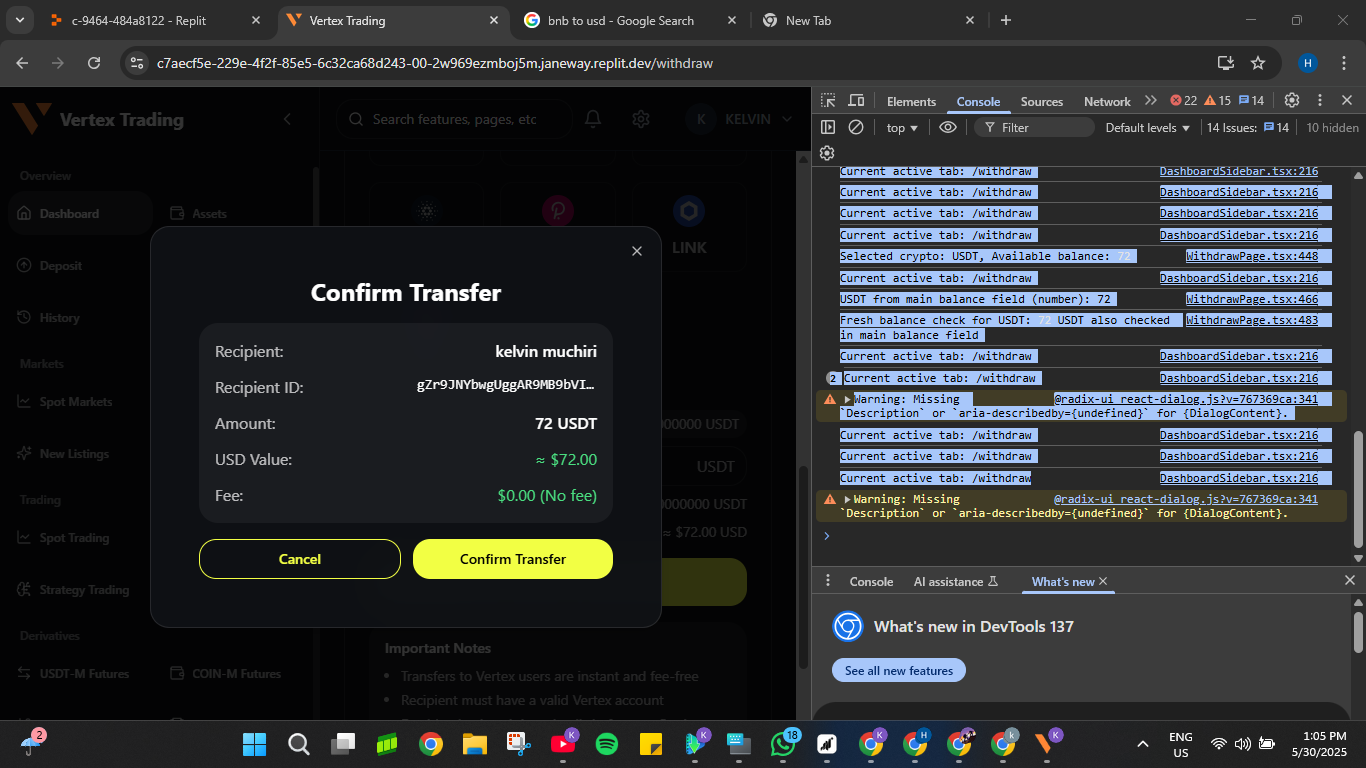 c-9464-484a8122 - Replit
Vertex Trading
bnb to usd - Google Search
New Tab
c7aecf5e-229e-4f2f-85e5-6c32ca68d243-00-2w969ezmboj5m.janeway.replit.dev/withdraw
H
Vertex Trading
Search features, pages, etc
K KELVIN
Overview
Dashboard
Assets
Deposit
History
Markets
Spot Markets
New Listings
Trading
Spot Trading
Strategy Trading
Derivatives
USDT-M Futures
COIN-M Futures
LINK
Confirm Transfer
Recipient: kelvin muchiri
Recipient ID: gZr9JNYbwgUggAR9MB9bVI…
Amount: 72 USDT
USD Value: ≈ $72.00
Fee: $0.00 (No fee)
Cancel
Confirm Transfer
000000 USDT
USDT
0000000 USDT
≈ $72.00 USD
Important Notes
• Transfers to Vertex users are instant and fee-free
• Recipient must have a valid Vertex account
Elements
Console
Sources
Network
22 15 14
top
Filter
Default levels
14 Issues: 14
10 hidden
Current active tab: /withdraw DashboardSidebar.tsx:216
Current active tab: /withdraw DashboardSidebar.tsx:216
Current active tab: /withdraw DashboardSidebar.tsx:216
Current active tab: /withdraw DashboardSidebar.tsx:216
Selected crypto: USDT, Available balance: 72 WithdrawPage.tsx:448
Current active tab: /withdraw DashboardSidebar.tsx:216
USDT from main balance field (number): 72 WithdrawPage.tsx:466
Fresh balance check for USDT: 72 USDT also checked WithdrawPage.tsx:483
in main balance field
Current active tab: /withdraw DashboardSidebar.tsx:216
2 Current active tab: /withdraw DashboardSidebar.tsx:216
Warning: Missing @radix-ui_react-dialog.js?v=767369ca:341
`Description` or `aria-describedby={undefined}` for {DialogContent}.
Current active tab: /withdraw DashboardSidebar.tsx:216
Current active tab: /withdraw DashboardSidebar.tsx:216
Current active tab: /withdraw DashboardSidebar.tsx:216
Warning: Missing @radix-ui_react-dialog.js?v=767369ca:341
`Description` or `aria-describedby={undefined}` for {DialogContent}.
Console
AI assistance
What's new
What's new in DevTools 137
See all new features
2
K
K
18
K
H
k
K
ENG
US
1:05 PM
5/30/2025